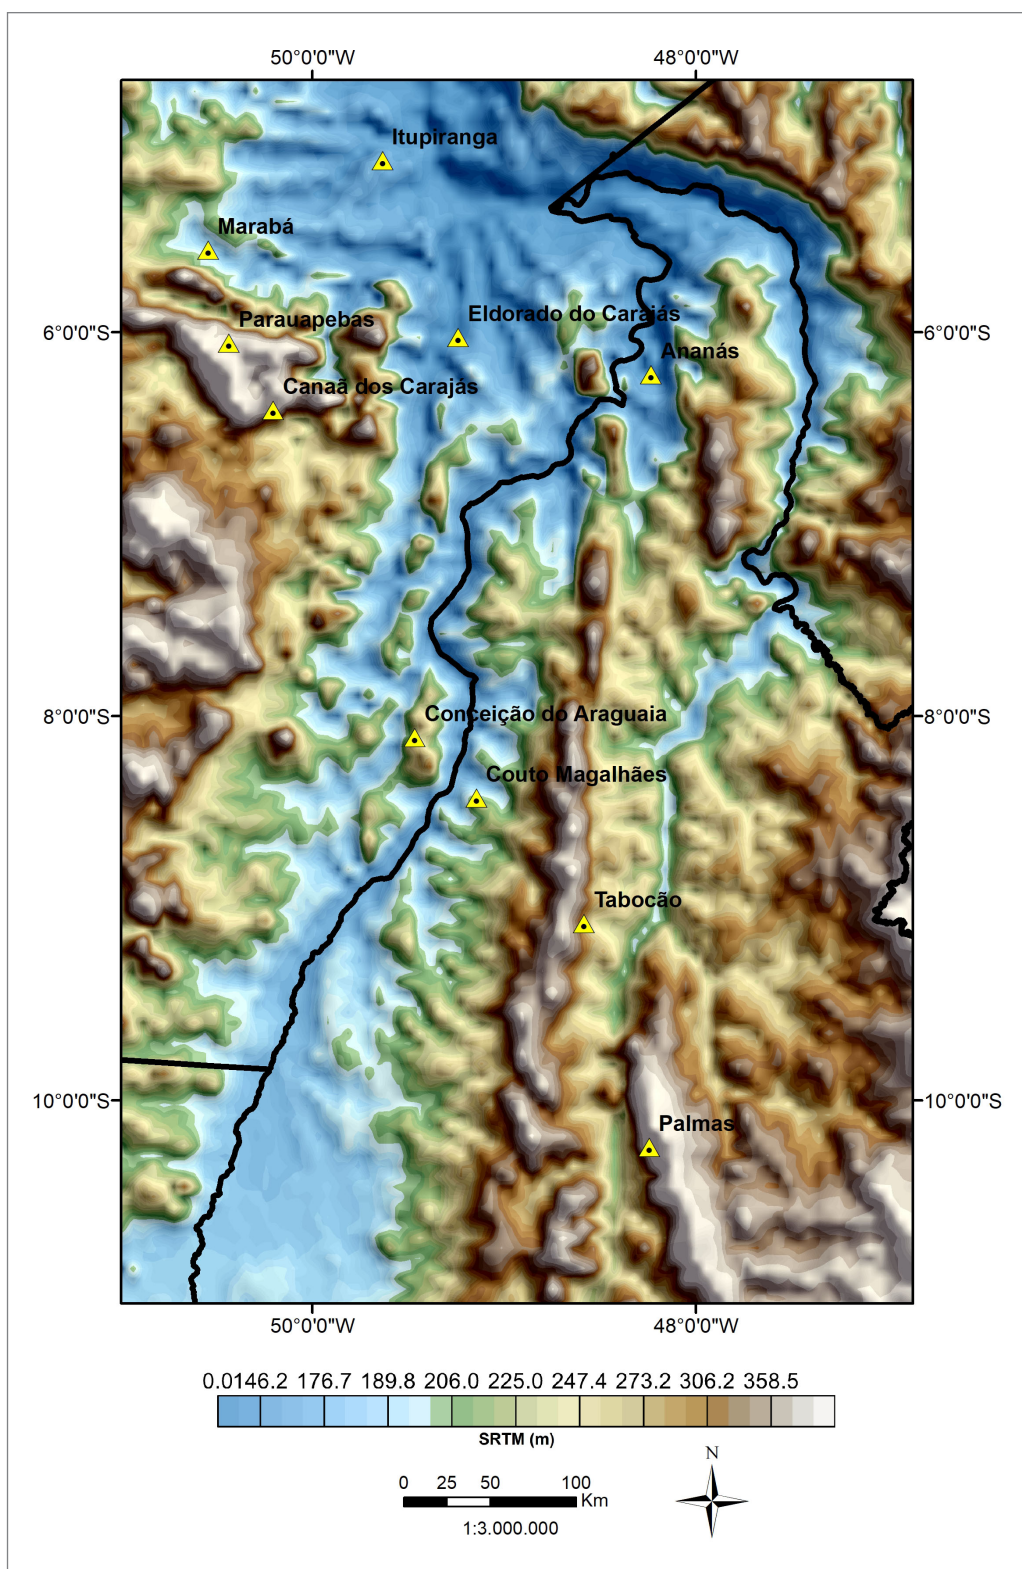 50°0'0"W 48°0'0"W
Itupiranga
Marabá
Eldorado do Carajás
Parauapebas
6°0'0"S 6°0'0"S
Ananás
Canaã dos Carajás
8°0'0"S 8°0'0"S
Conceição do Araguaia
Couto Magalhães
Tabocão
10°0'0"S 10°0'0"S
Palmas
50°0'0"W 48°0'0"W
0.0146.2 176.7 189.8 206.0 225.0 247.4 273.2 306.2 358.5
SRTM (m)
N
0 25 50 100
Km
1:3.000.000